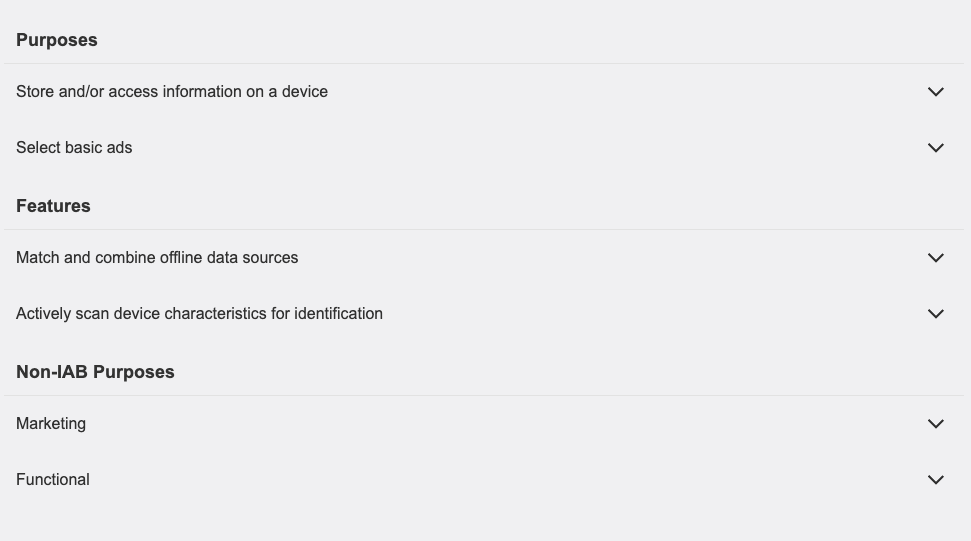 Purposes
Store and/or access information on a device
Select basic ads
Features
Match and combine offline data sources
Actively scan device characteristics for identification
Non-IAB Purposes
Marketing
Functional